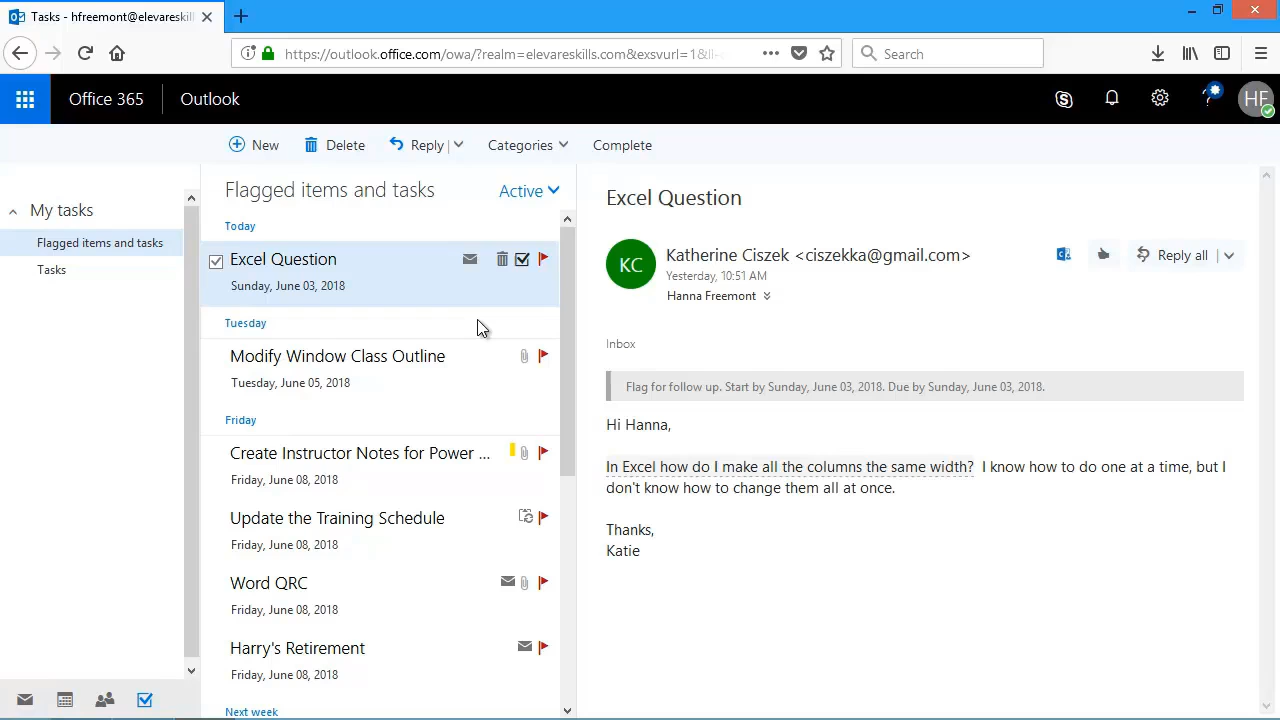 Tasks - hfreemont@elevareskill
https://outlook.office.com/owa/?realm=elevareskills.com&exsvurl=1&ll-
Search
Office 365
Outlook
HF
New
Delete
Reply
Categories
Complete
My tasks
Flagged items and tasks
Tasks
Flagged items and tasks
Active
Today
Excel Question
Sunday, June 03, 2018
Tuesday
Modify Window Class Outline
Tuesday, June 05, 2018
Friday
Create Instructor Notes for Power ...
Friday, June 08, 2018
Update the Training Schedule
Friday, June 08, 2018
Word QRC
Friday, June 08, 2018
Harry's Retirement
Friday, June 08, 2018
Next week
Excel Question
KC
Katherine Ciszek <ciszekka@gmail.com>
Yesterday, 10:51 AM
Hanna Freemont
Reply all
Inbox
Flag for follow up. Start by Sunday, June 03, 2018. Due by Sunday, June 03, 2018.
Hi Hanna,
In Excel how do I make all the columns the same width?  I know how to do one at a time, but I
don't know how to change them all at once.
Thanks,
Katie